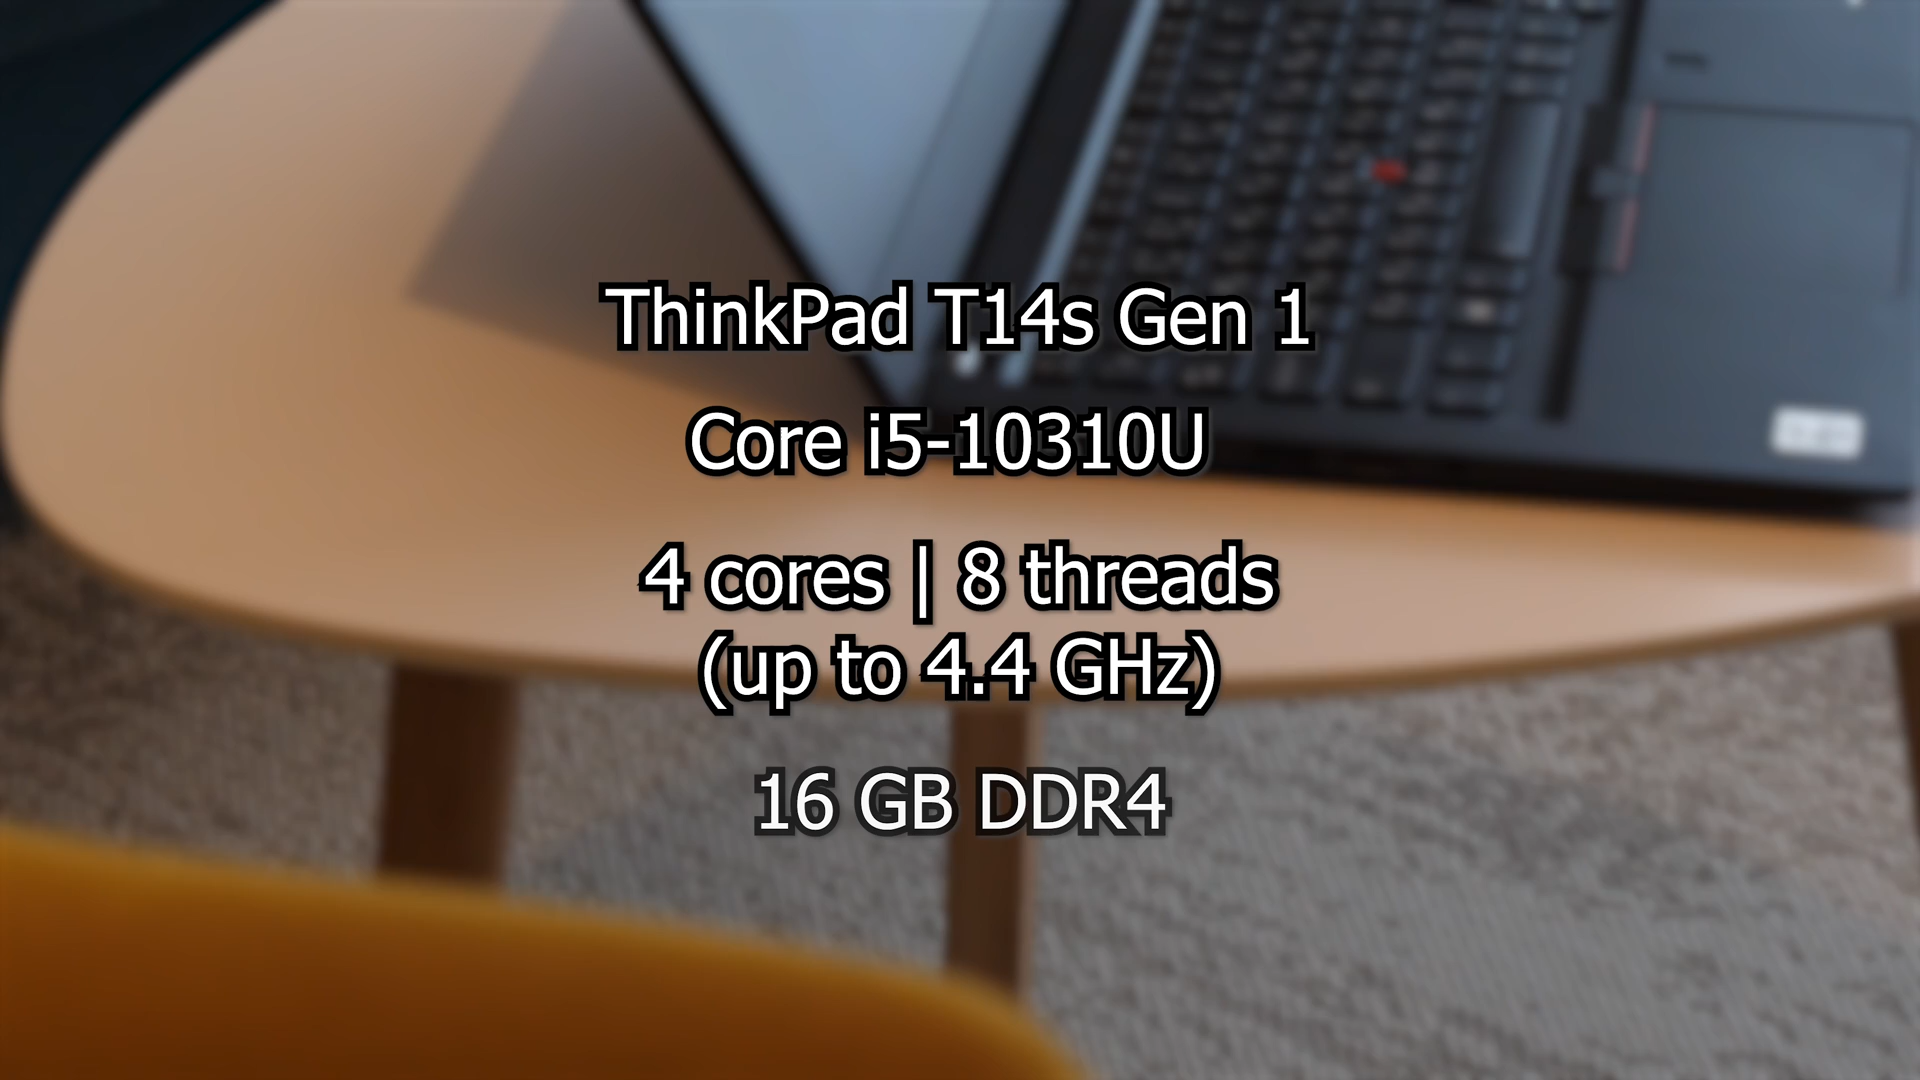 ThinkPad T14s Gen 1
Core i5-10310U
4 cores | 8 threads
(up to 4.4 GHz)
16 GB DDR4